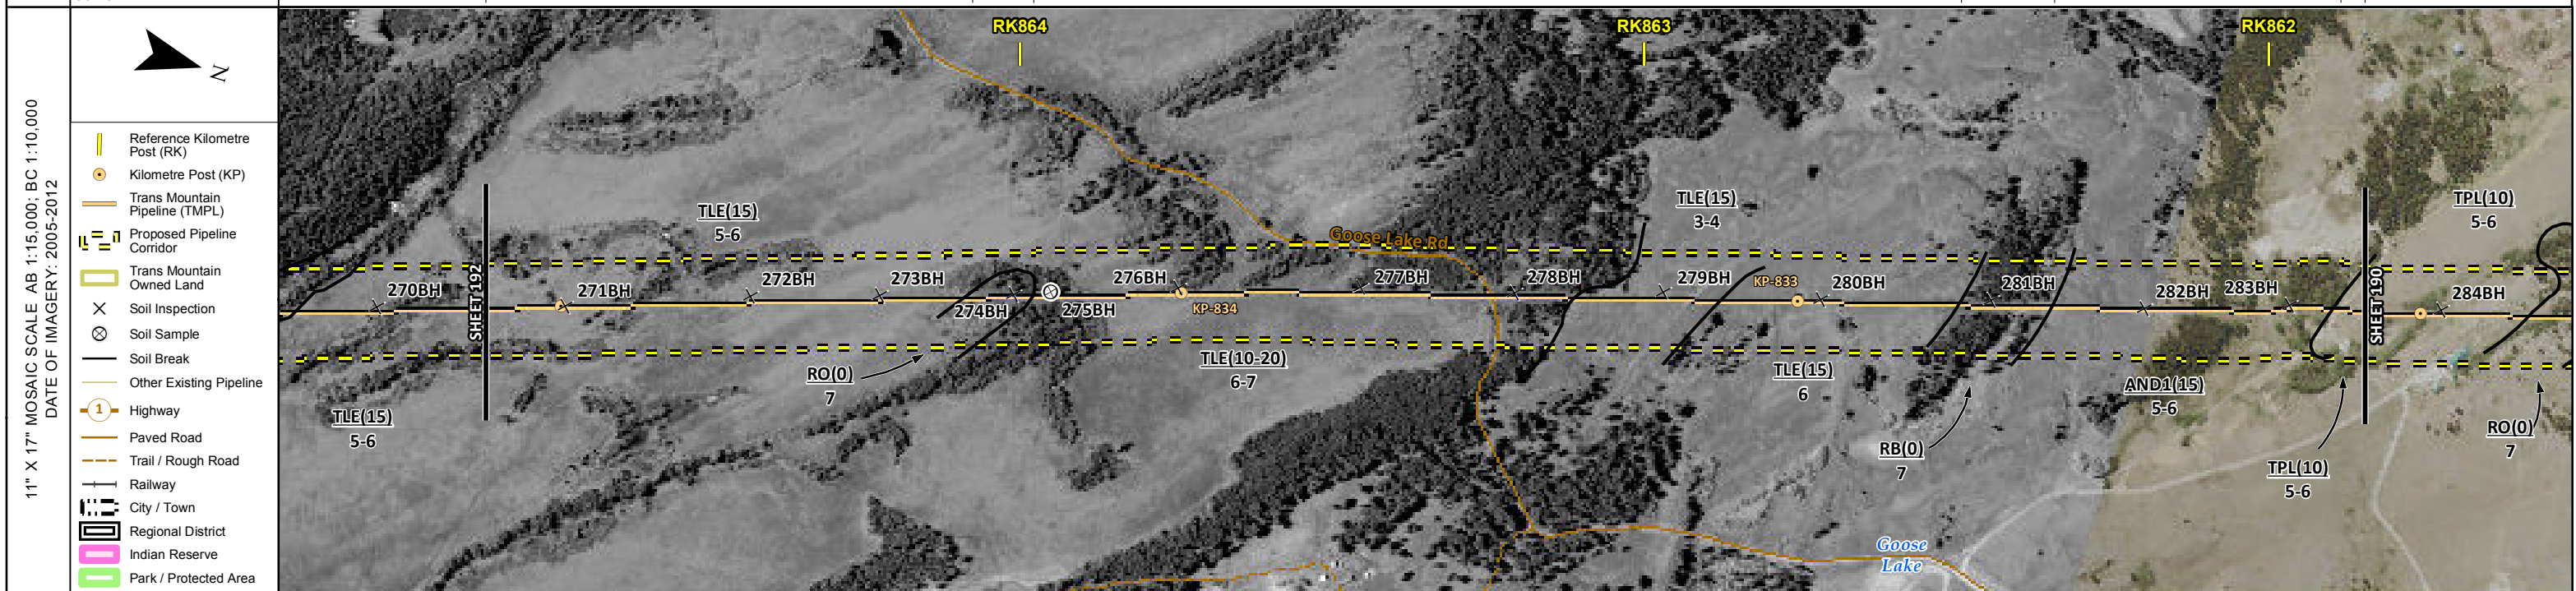 11" X 17" MOSAIC SCALE AB 1:15,000; BC 1:10,000
DATE OF IMAGERY: 2005-2012
N
Reference Kilometre
Post (RK)
Kilometre Post (KP)
Trans Mountain
Pipeline (TMPL)
Proposed Pipeline
Corridor
Trans Mountain
Owned Land
Soil Inspection
Soil Sample
Soil Break
Other Existing Pipeline
1
Highway
Paved Road
Trail / Rough Road
Railway
City / Town
Regional District
Indian Reserve
Park / Protected Area
RK864
RK863
RK862
TLE(15)
5-6
TLE(15)
3-4
TPL(10)
5-6
Goose Lake Rd
SHEET 192
270BH
271BH
272BH
273BH
274BH
275BH
276BH
KP-834
277BH
278BH
279BH
KP-833
280BH
281BH
282BH
283BH
SHEET 190
284BH
TLE(15)
5-6
RO(0)
7
TLE(10-20)
6-7
TLE(15)
6
RB(0)
7
AND1(15)
5-6
TPL(10)
5-6
RO(0)
7
Goose
Lake